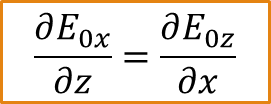 ∂E₀ₓ/∂z = ∂E₀z/∂x